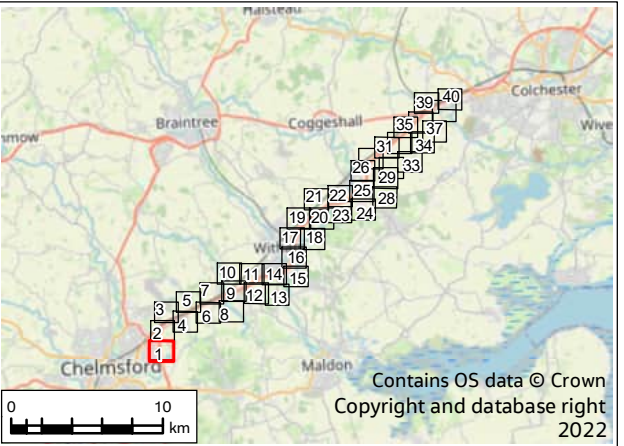 Halstead
Colchester
39 40
Braintree
Coggeshall
35 37
nmow
Wive
31 34
26 33
29
21 22 25 28
19 20 23 24
17 18
With
16
10 11 14 15
7
5 9 12 13
3 6 8
2 4
1
Chelmsford
Maldon
Contains OS data © Crown
Copyright and database right
2022
0 10
km